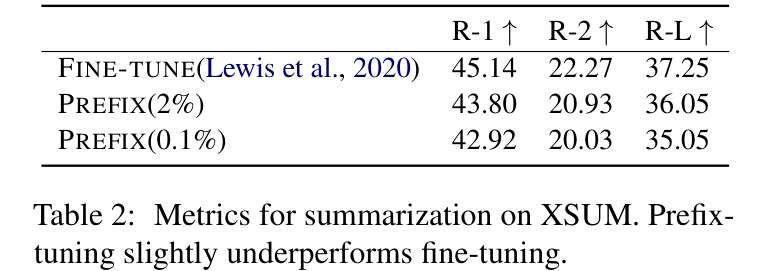 R-1 ↑ R-2 ↑ R-L ↑
FINE-TUNE(Lewis et al., 2020) 45.14 22.27 37.25
PREFIX(2%) 43.80 20.93 36.05
PREFIX(0.1%) 42.92 20.03 35.05
Table 2: Metrics for summarization on XSUM. Prefix-
tuning slightly underperforms fine-tuning.